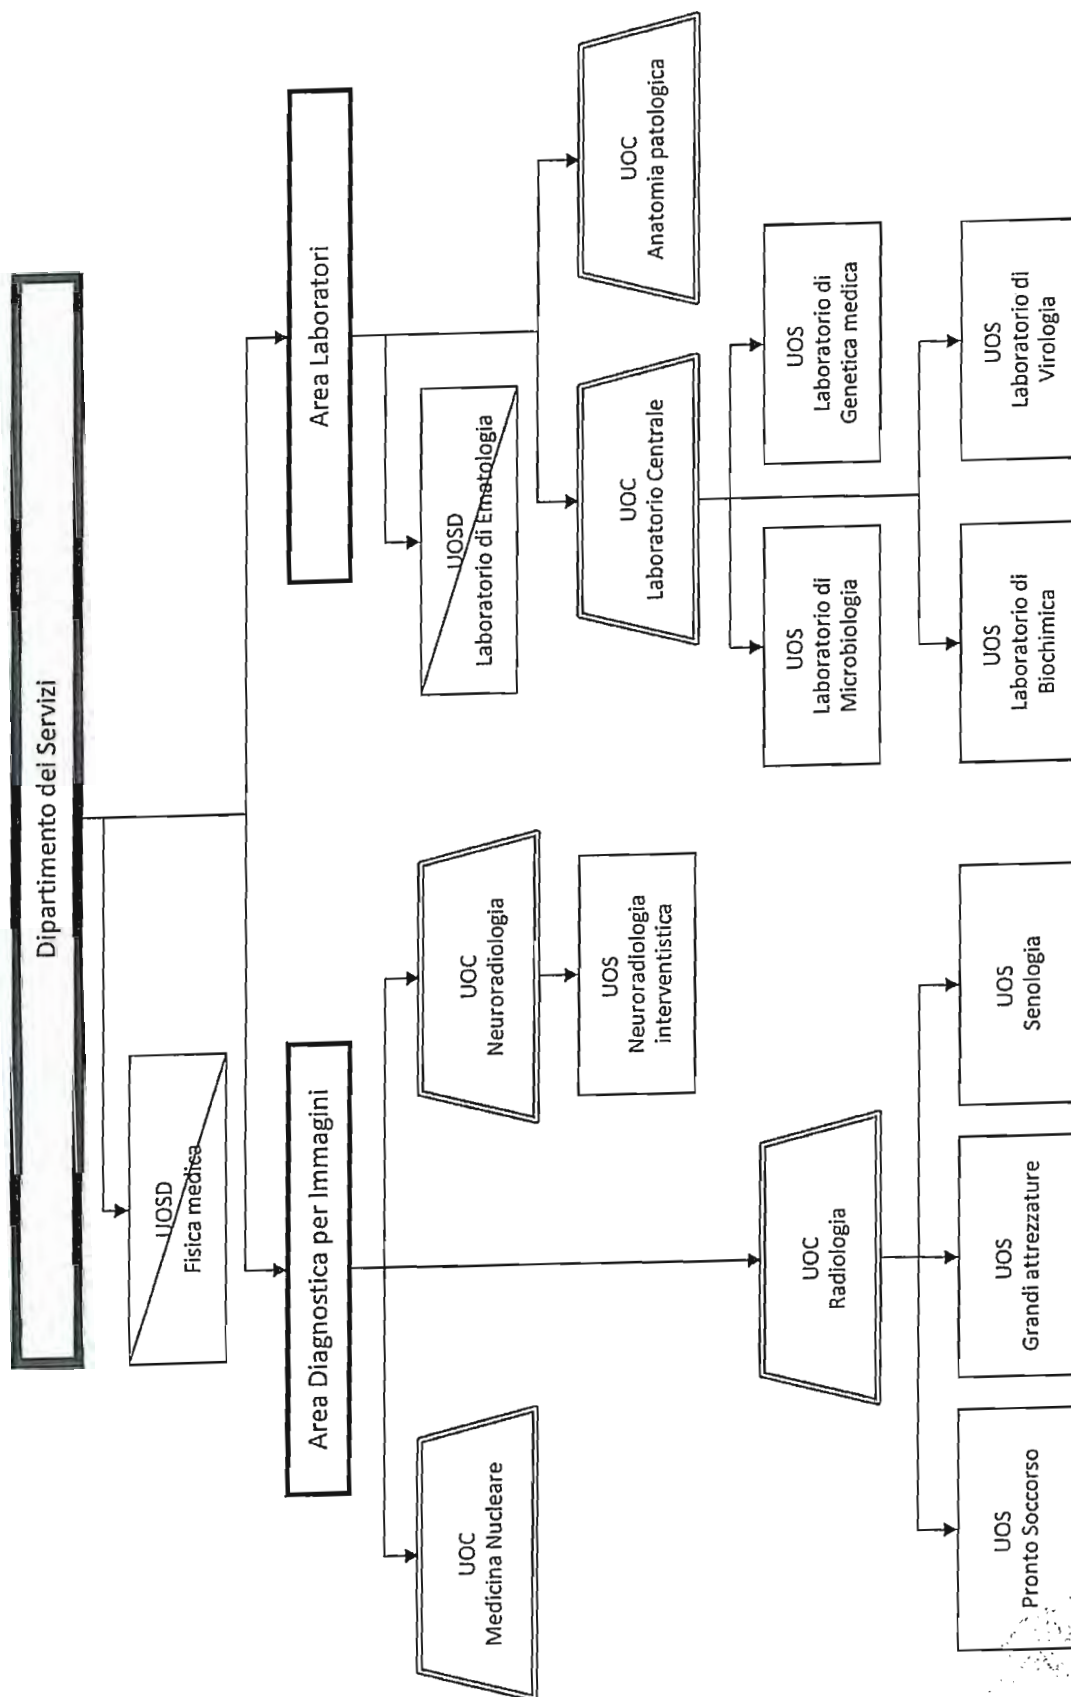 Dipartimento dei Servizi
UOSD
Fisica medica
Area Diagnostica per Immagini
Area Laboratori
UOC
Medicina Nucleare
UOC
Neuroradiologia
UOSD
Laboratorio di Ematologia
UOS
Neuroradiologia
interventistica
UOC
Laboratorio Centrale
UOC
Anatomia patologica
UOC
Radiologia
UOS
Laboratorio di
Microbiologia
UOS
Laboratorio di
Genetica medica
UOS
Pronto Soccorso
UOS
Grandi attrezzature
UOS
Senologia
UOS
Laboratorio di
Biochimica
UOS
Laboratorio di
Virologia